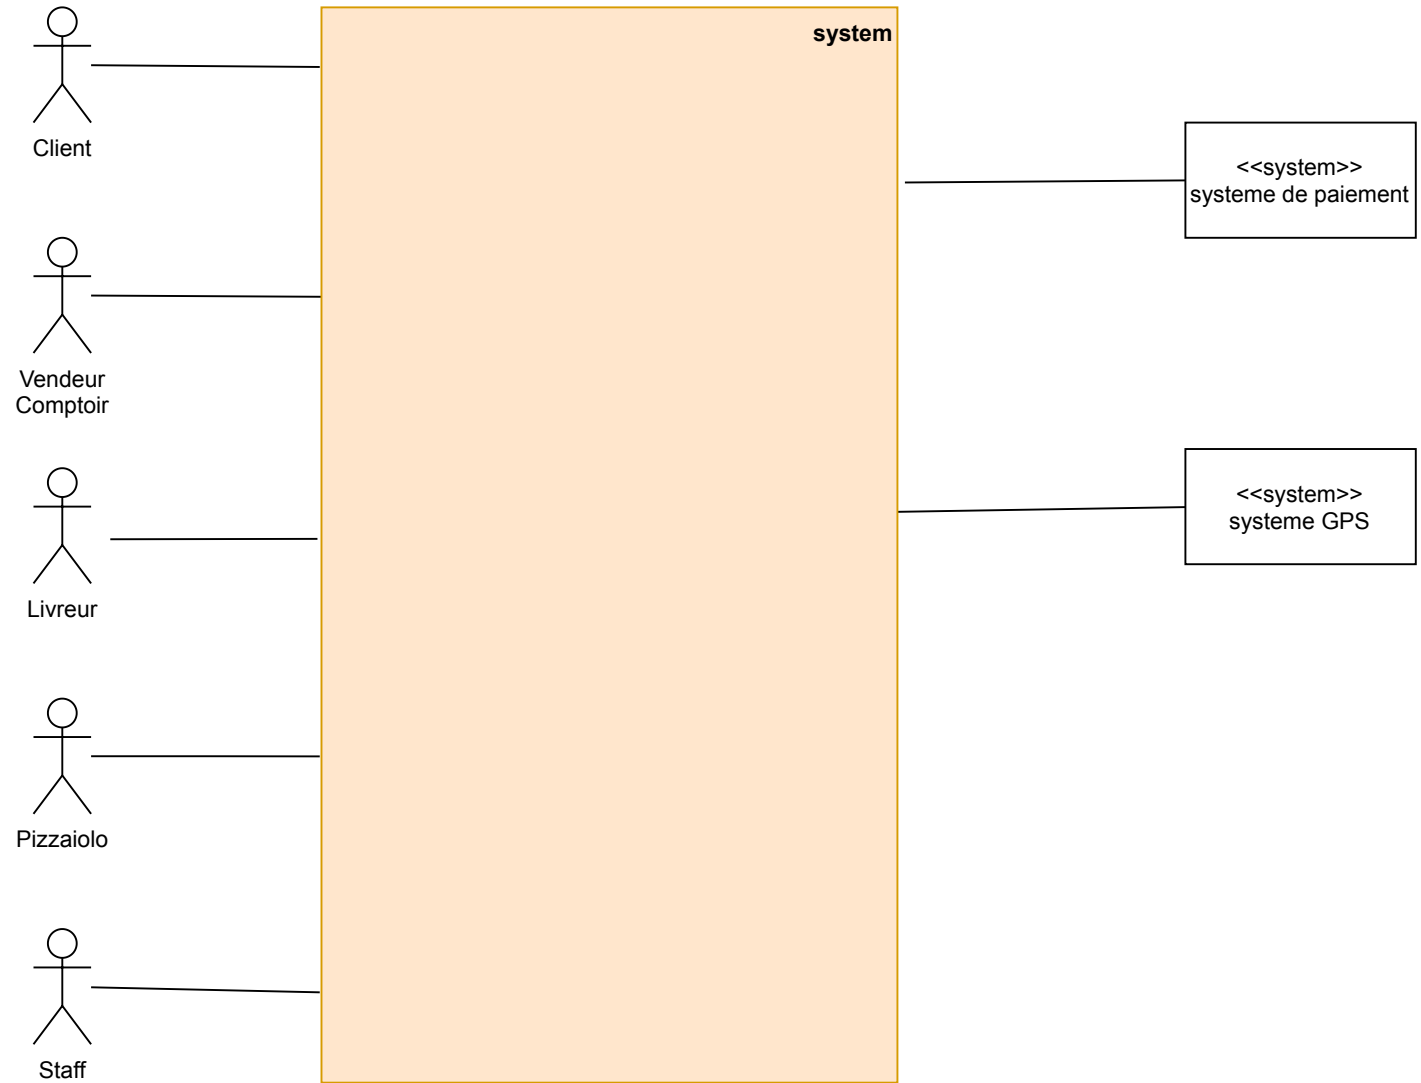 system
Client
<<system>>
systeme de paiement
Vendeur
Comptoir
<<system>>
systeme GPS
Livreur
Pizzaiolo
Staff